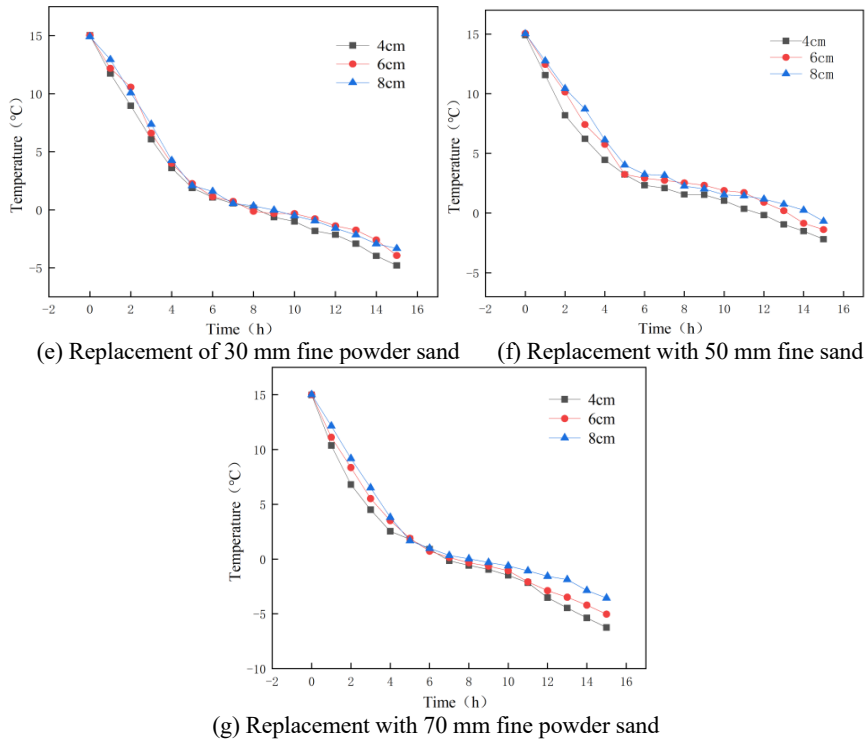 15
10
5
0
-5
Temperature（℃）
4cm
6cm
8cm
-2 0 2 4 6 8 10 12 14 16
Time（h）
15
10
5
0
-5
Temperature（℃）
4cm
6cm
8cm
-2 0 2 4 6 8 10 12 14 16
Time（h）
(e) Replacement of 30 mm fine powder sand
(f) Replacement with 50 mm fine sand
15
10
5
0
-5
-10
Temperature（℃）
4cm
6cm
8cm
-2 0 2 4 6 8 10 12 14 16
Time（h）
(g) Replacement with 70 mm fine powder sand